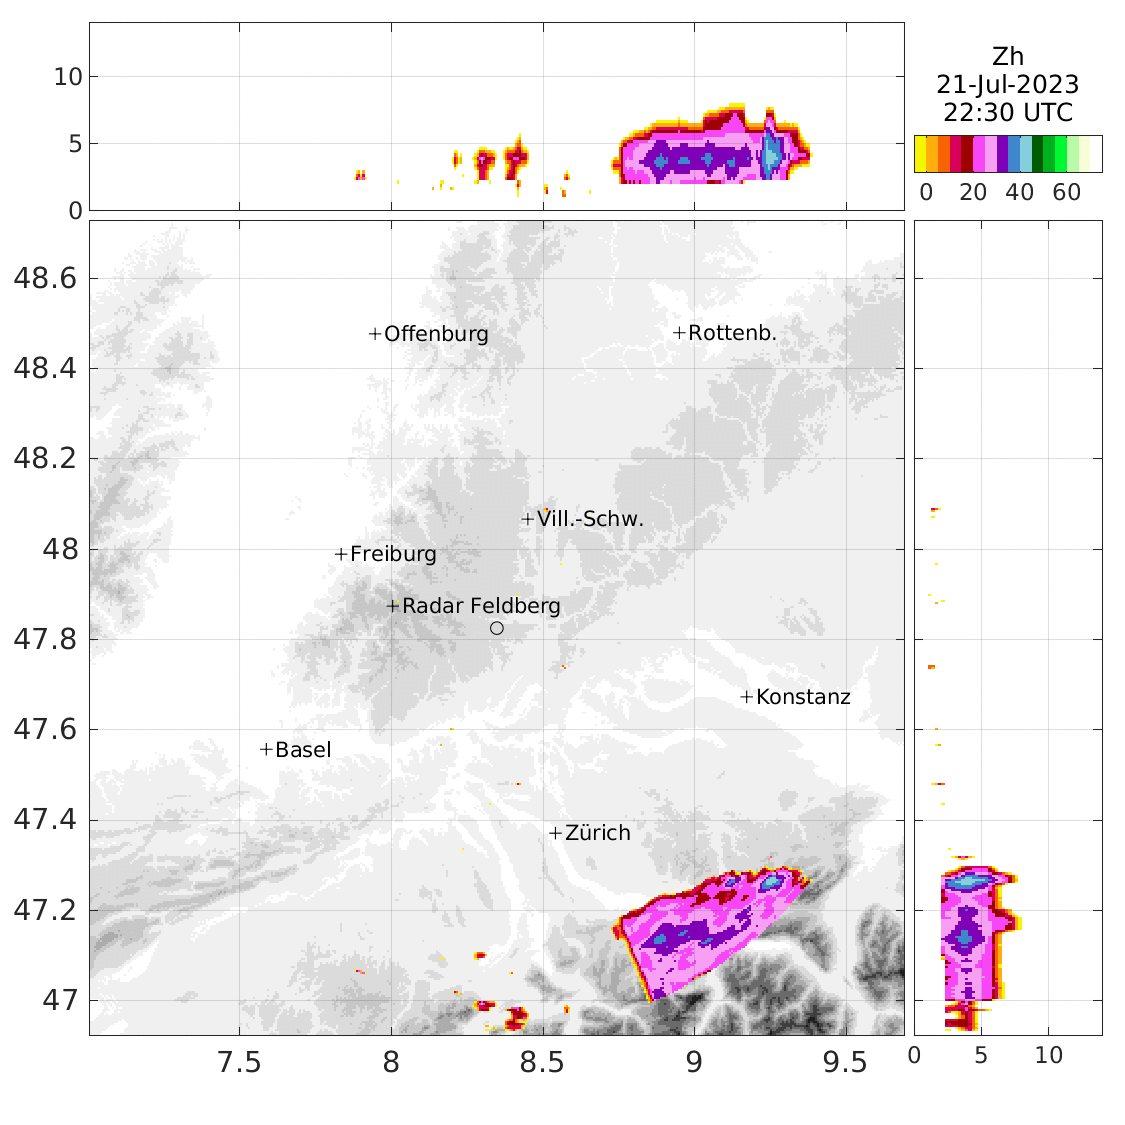 10
5
0
Zh
21-Jul-2023
22:30 UTC
0 20 40 60
48.6
48.4
48.2
48
47.8
47.6
47.4
47.2
47
Offenburg
Rottenb.
Vill.-Schw.
Freiburg
Radar Feldberg
Konstanz
Basel
Zürich
7.5 8 8.5 9 9.5
0 5 10